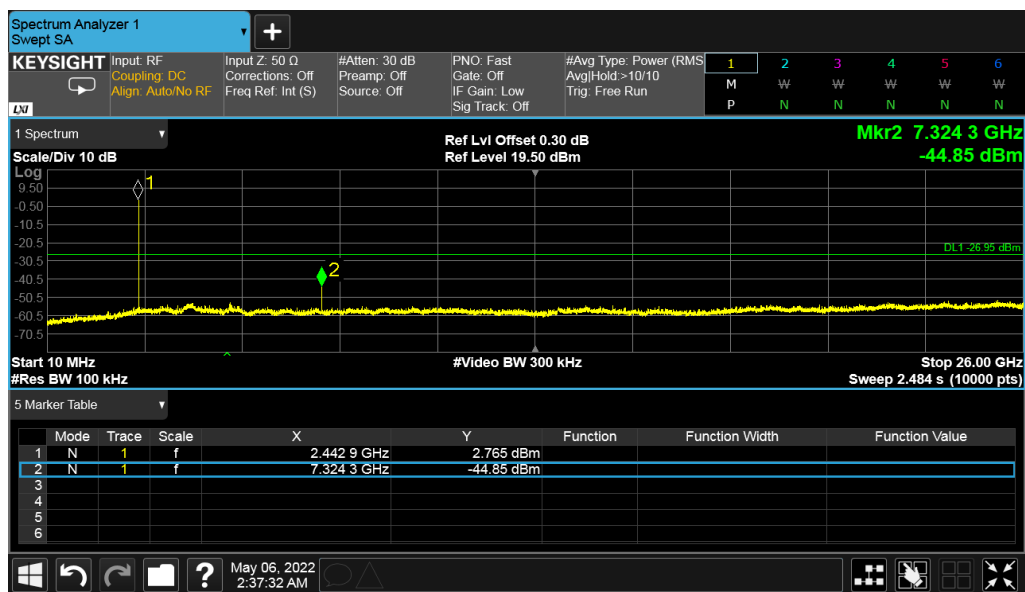 Spectrum Analyzer 1
Swept SA
+
KEYSIGHT Input: RF Input Z: 50 Ω #Atten: 30 dB PNO: Fast #Avg Type: Power (RMS 1 2 3 4 5 6
Coupling: DC Corrections: Off Preamp: Off Gate: Off Avg|Hold:>10/10 M W W W W W
Align: Auto/No RF Freq Ref: Int (S) Source: Off IF Gain: Low Trig: Free Run
LXI Sig Track: Off P N N N N N
1 Spectrum Ref Lvl Offset 0.30 dB Mkr2 7.324 3 GHz
Scale/Div 10 dB Ref Level 19.50 dBm -44.85 dBm
Log
9.50 1
-0.50
-10.5
-20.5 DL1 -26.95 dBm
-30.5 2
-40.5
-50.5
-60.5
-70.5
Start 10 MHz #Video BW 300 kHz Stop 26.00 GHz
#Res BW 100 kHz Sweep 2.484 s (10000 pts)
5 Marker Table
Mode Trace Scale X Y Function Function Width Function Value
1 N 1 f 2.442 9 GHz 2.765 dBm
2 N 1 f 7.324 3 GHz -44.85 dBm
3
4
5
6
? May 06, 2022
2:37:32 AM